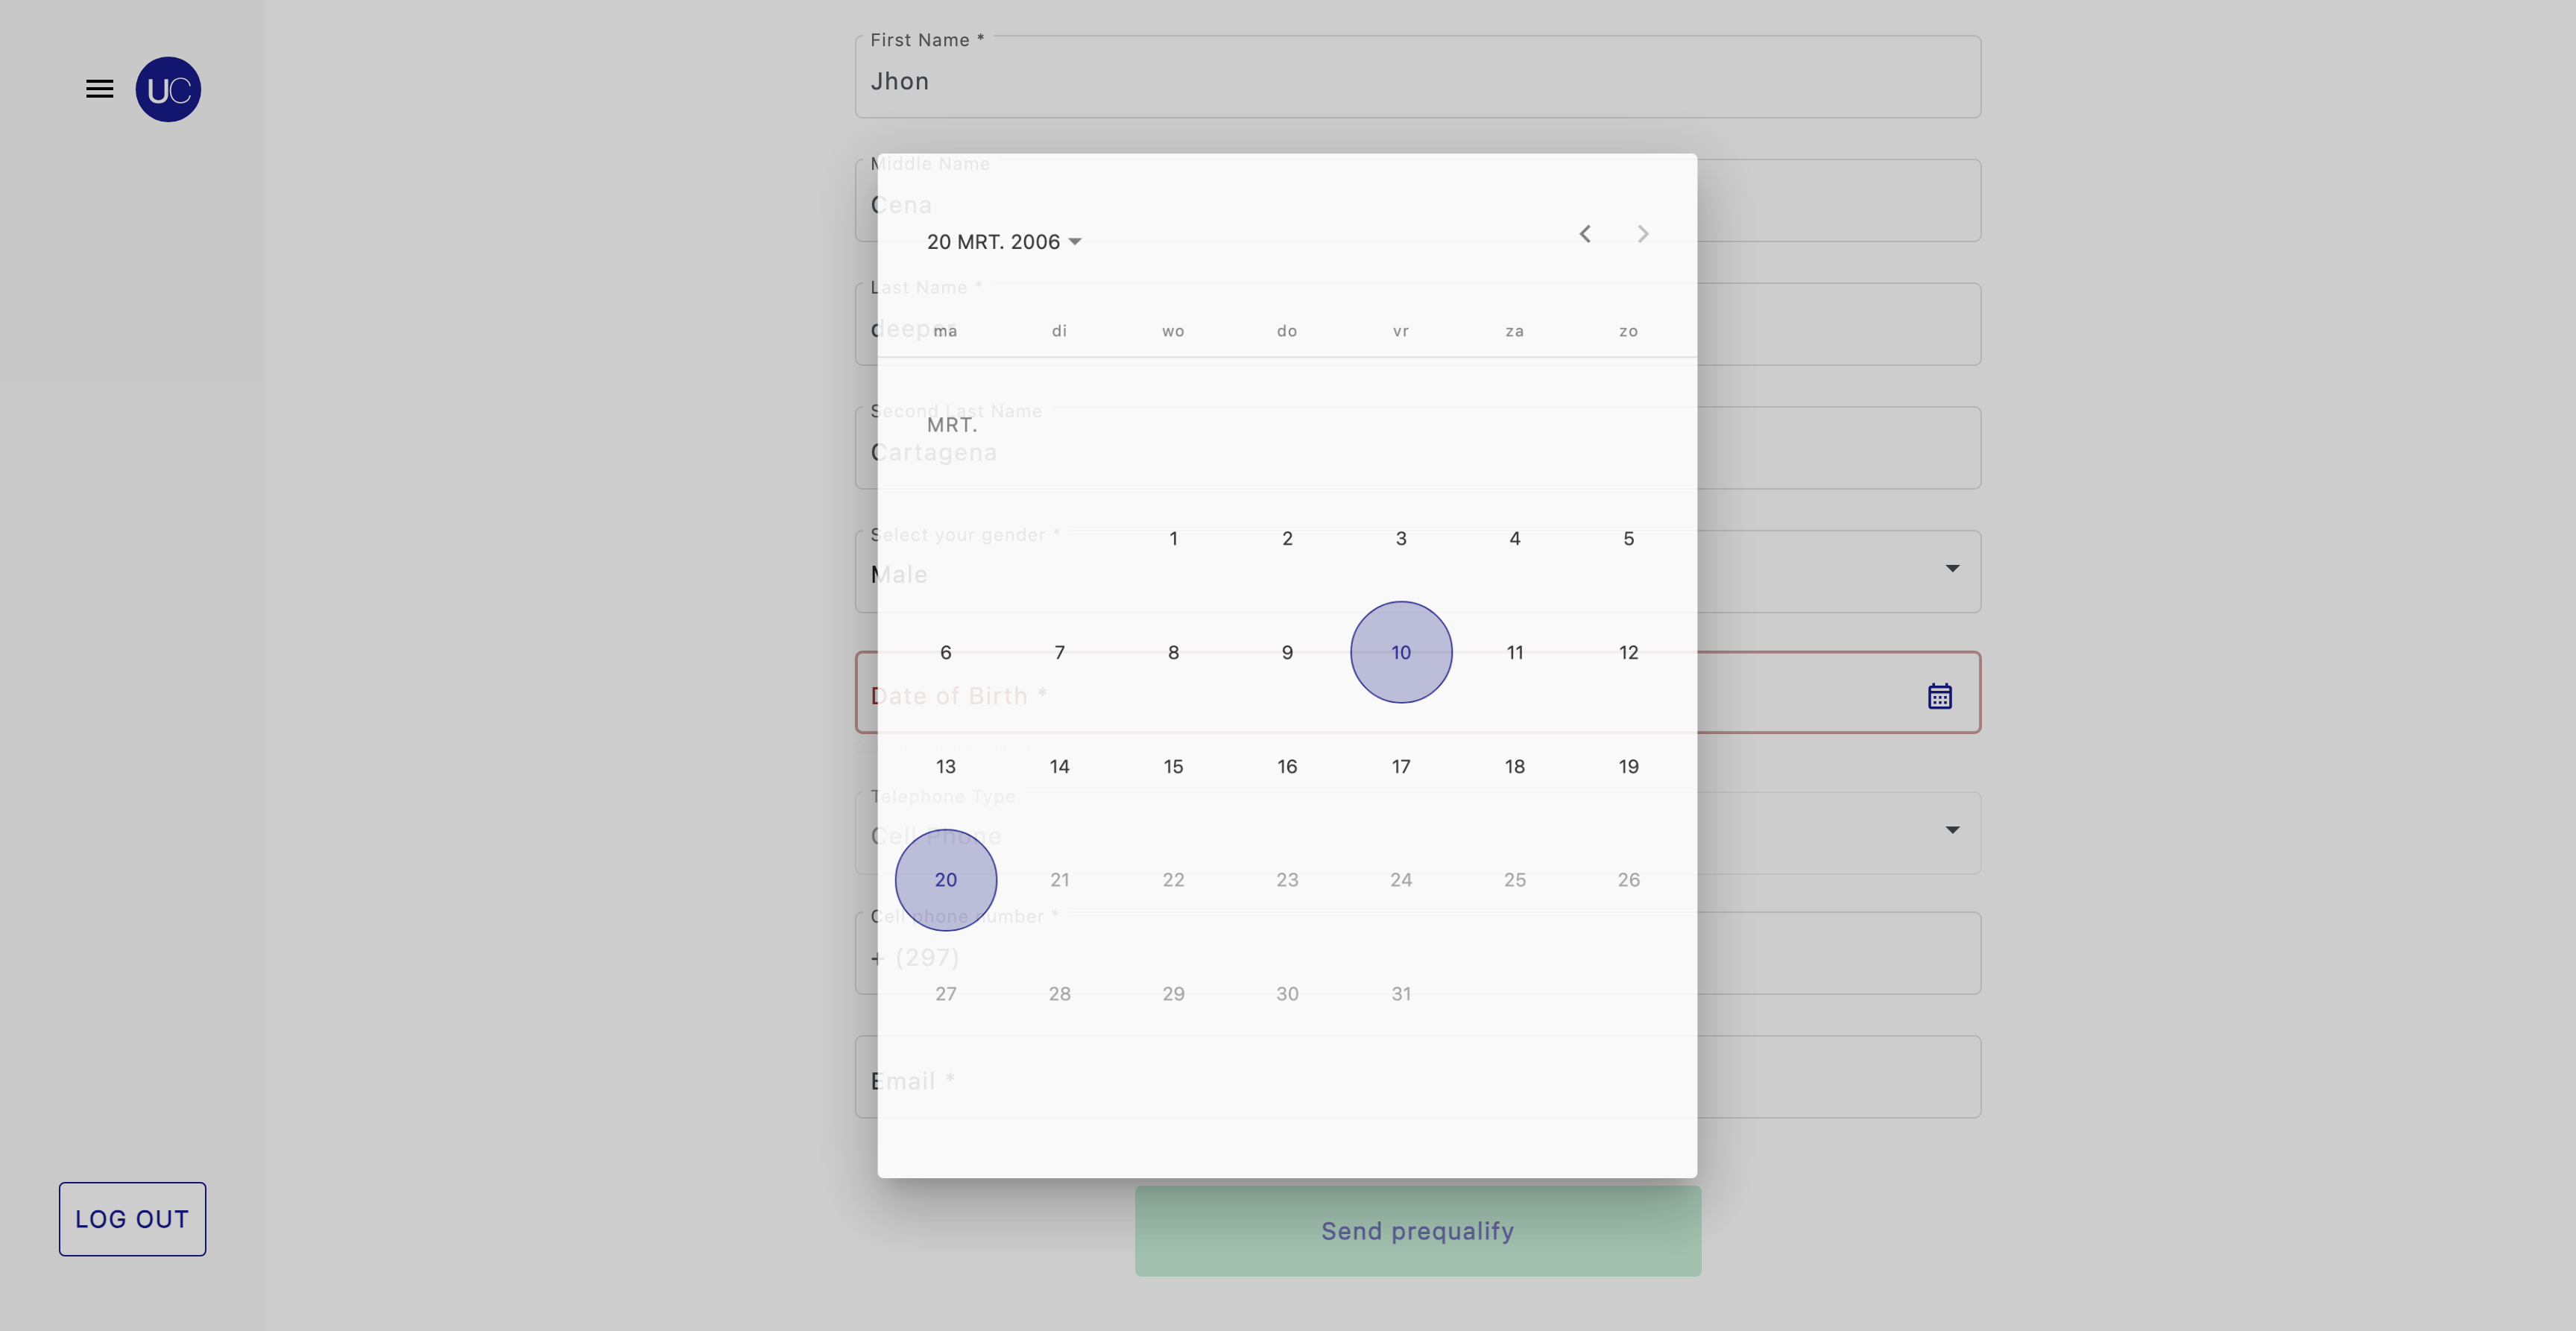 First Name *
Jhon
UC
Middle Name
Cena
20 MRT. 2006
Last Name *
deeper
ma di wo do vr za zo
Second Last Name
MRT.
Cartagena
Select your gender *
1 2 3 4 5
Male
6 7 8 9 10 11 12
Date of Birth *
13 14 15 16 17 18 19
Telephone Type
Cell Phone
20 21 22 23 24 25 26
Cell phone number *
+ (297)
27 28 29 30 31
Email *
LOG OUT
Send prequalify